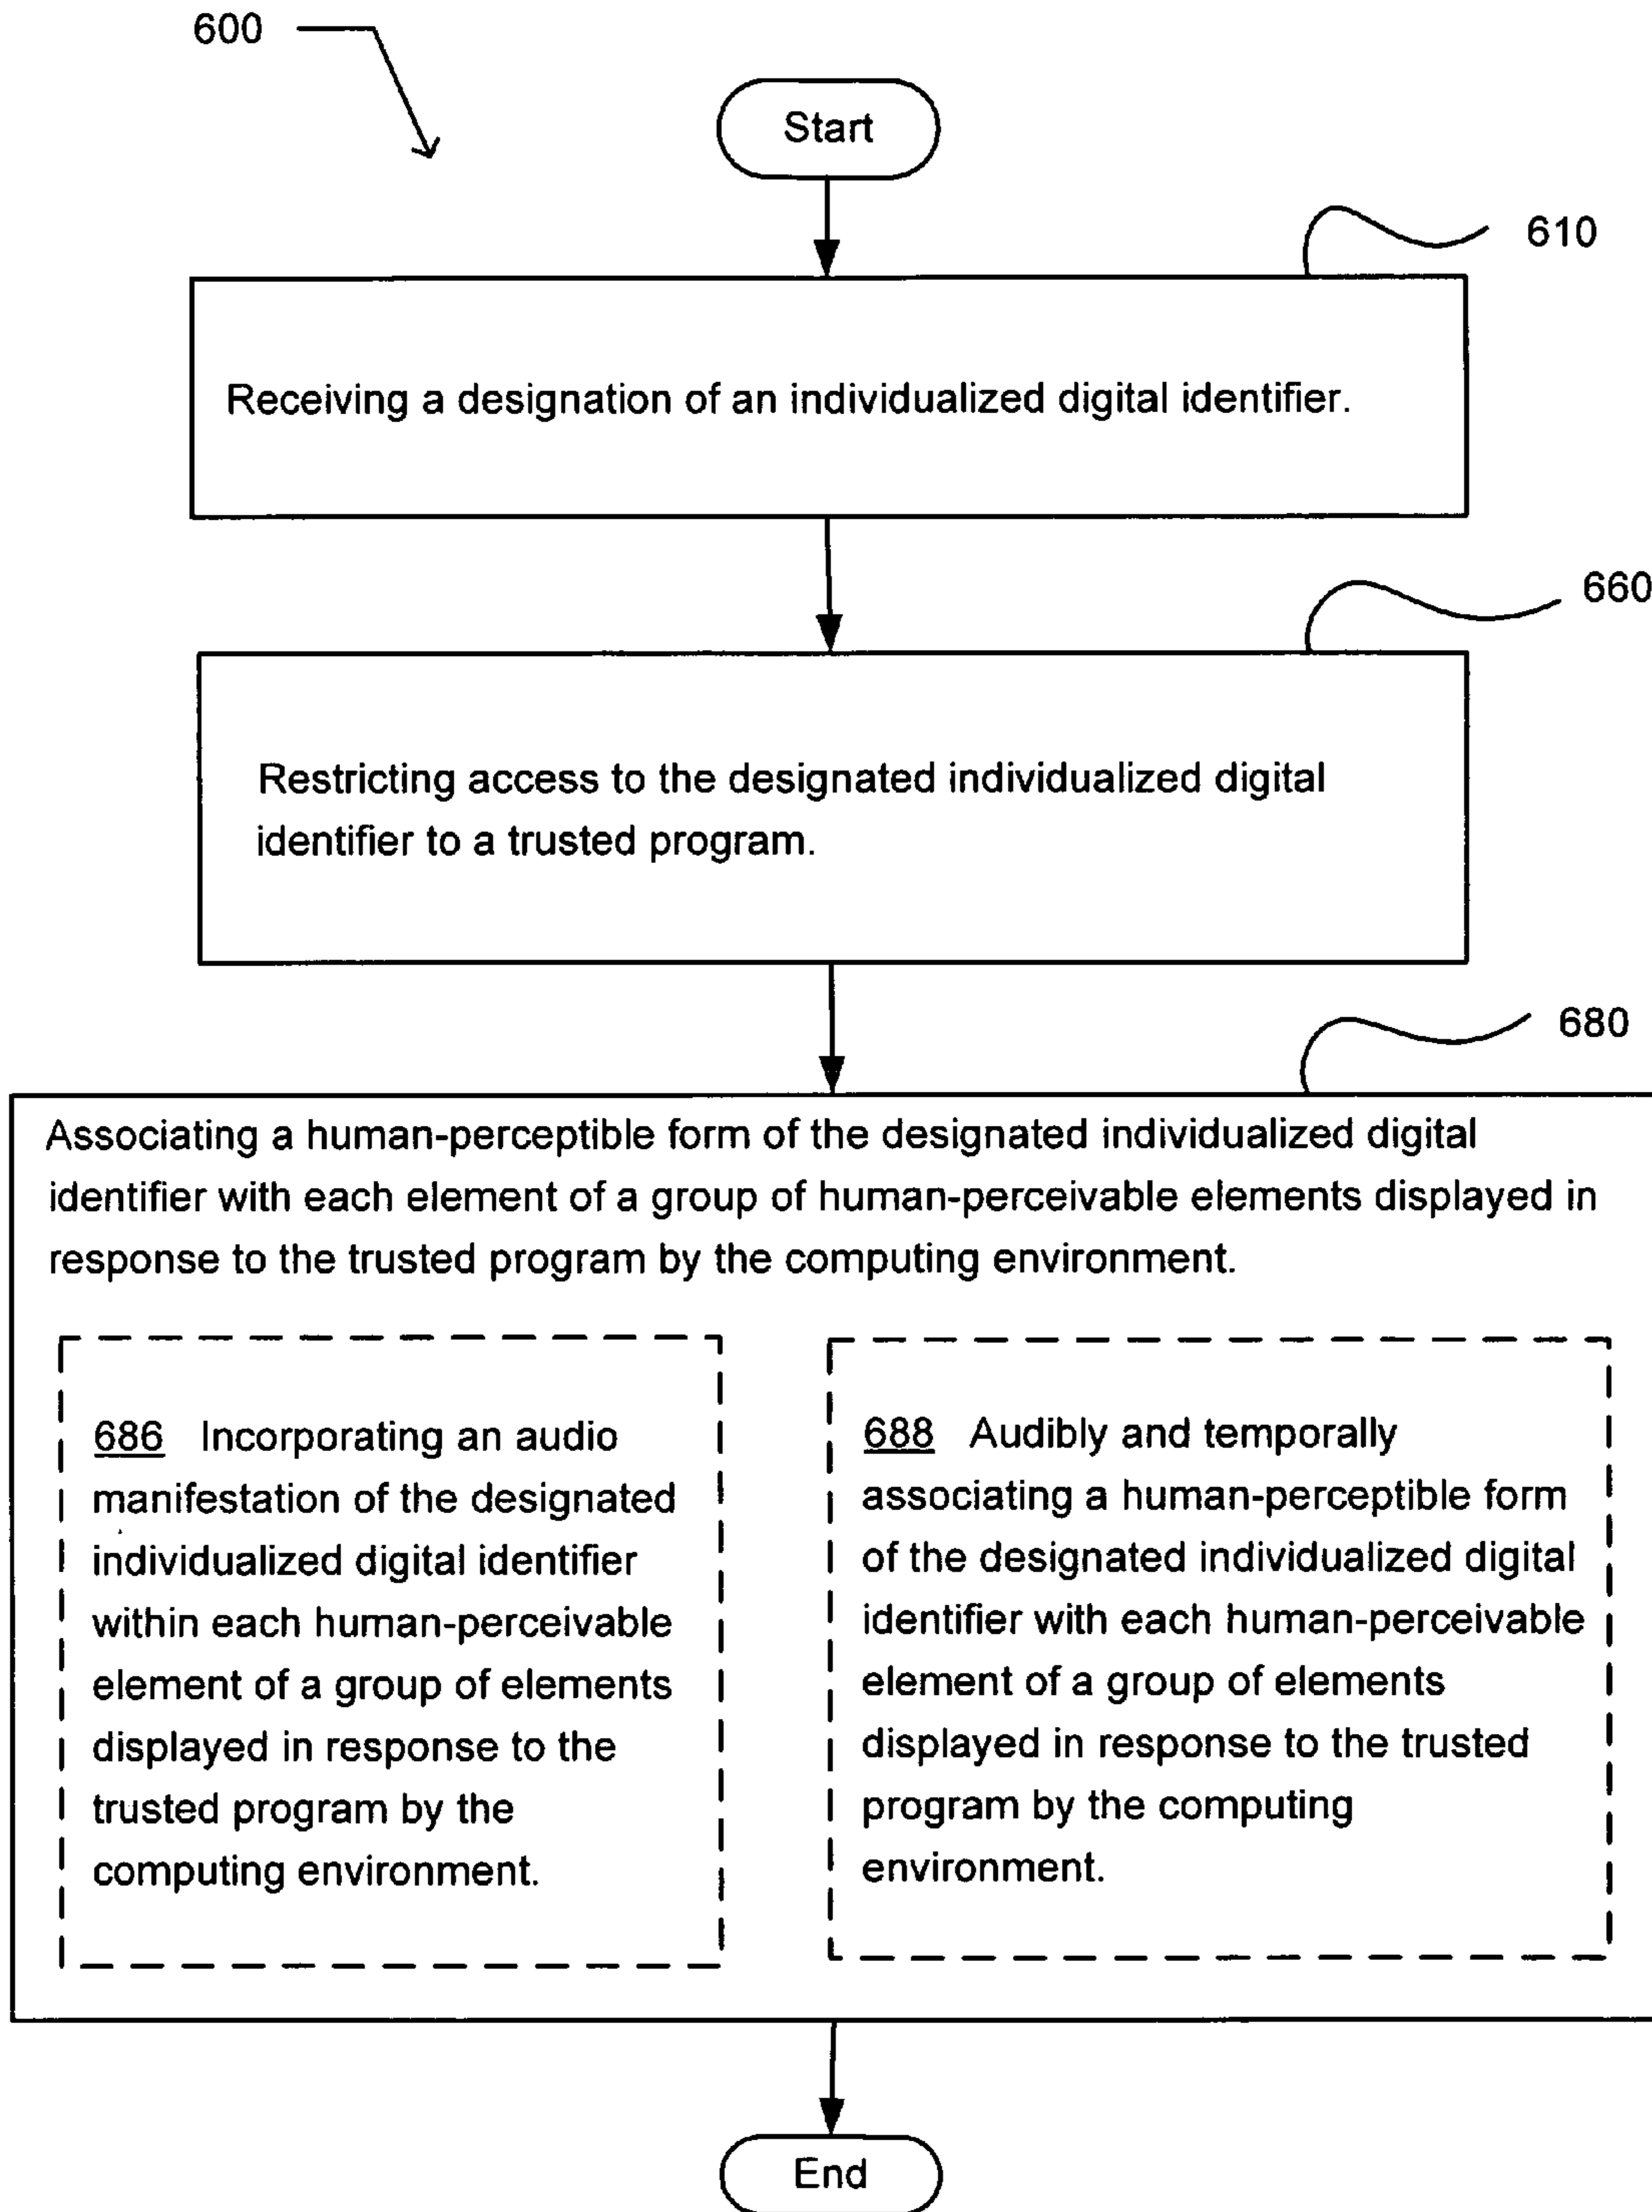 600
Start
610
Receiving a designation of an individualized digital identifier.
660
Restricting access to the designated individualized digital
identifier to a trusted program.
680
Associating a human-perceptible form of the designated individualized digital
identifier with each element of a group of human-perceivable elements displayed in
response to the trusted program by the computing environment.
686 Incorporating an audio
manifestation of the designated
individualized digital identifier
within each human-perceivable
element of a group of elements
displayed in response to the
trusted program by the
computing environment.
688 Audibly and temporally
associating a human-perceptible form
of the designated individualized digital
identifier with each human-perceivable
element of a group of elements
displayed in response to the trusted
program by the computing
environment.
End